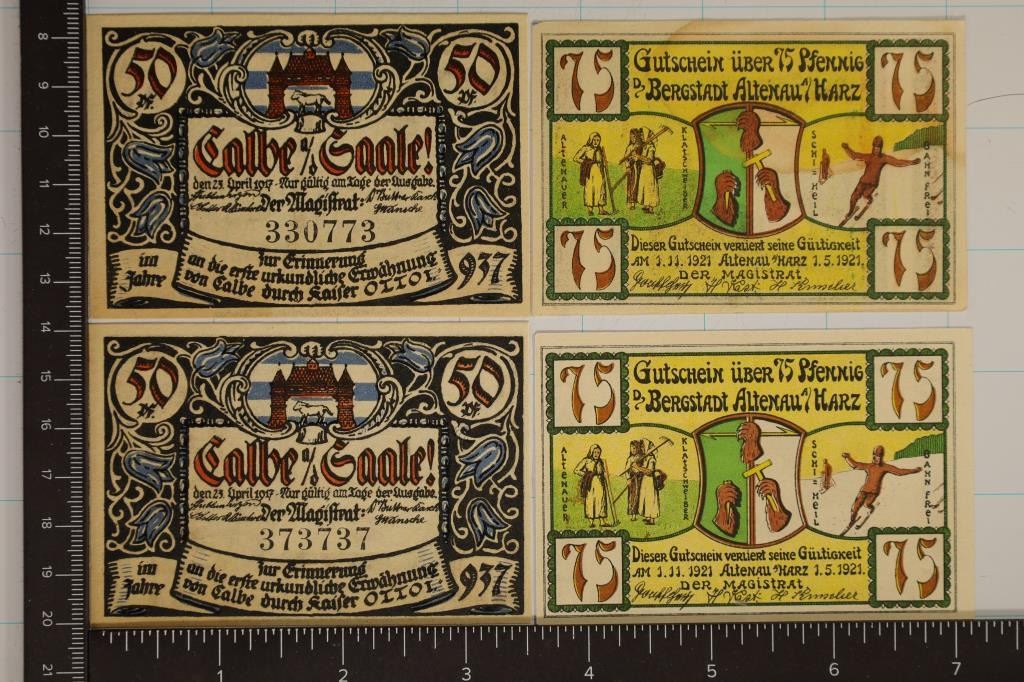 50 Pf.
50 Pf.
Calbe a/ Saale!
den 23. April 1917 · Nur gültig am Tage der Ausgabe.
Der Magistrat:
330773
im Jahre
zur Erinnerung
an die erste urkundliche Erwähnung
von Calbe durch Kaiser OTTO I.
937
75
Gutschein über 75 Pfennig
D. Bergstadt Altenau a/Harz
75
ALTENAUER
KLATSCHWEIBER
SCHI=HEIL
BAHN FREI
75
Dieser Gutschein verliert seine Gültigkeit
AM 1.11.1921 Altenau a/Harz 1.5.1921.
DER MAGISTRAT.
75
50 Pf.
50 Pf.
Calbe a/ Saale!
den 23. April 1917 · Nur gültig am Tage der Ausgabe.
Der Magistrat:
373737
im Jahre
zur Erinnerung
an die erste urkundliche Erwähnung
von Calbe durch Kaiser OTTO I.
937
75
Gutschein über 75 Pfennig
D. Bergstadt Altenau a/Harz
75
ALTENAUER
KLATSCHWEIBER
SCHI=HEIL
BAHN FREI
75
Dieser Gutschein verliert seine Gültigkeit
AM 1.11.1921 Altenau a/Harz 1.5.1921.
DER MAGISTRAT.
75
8
9
10
11
12
13
14
15
16
17
18
19
20
21
1 2 3 4 5 6 7